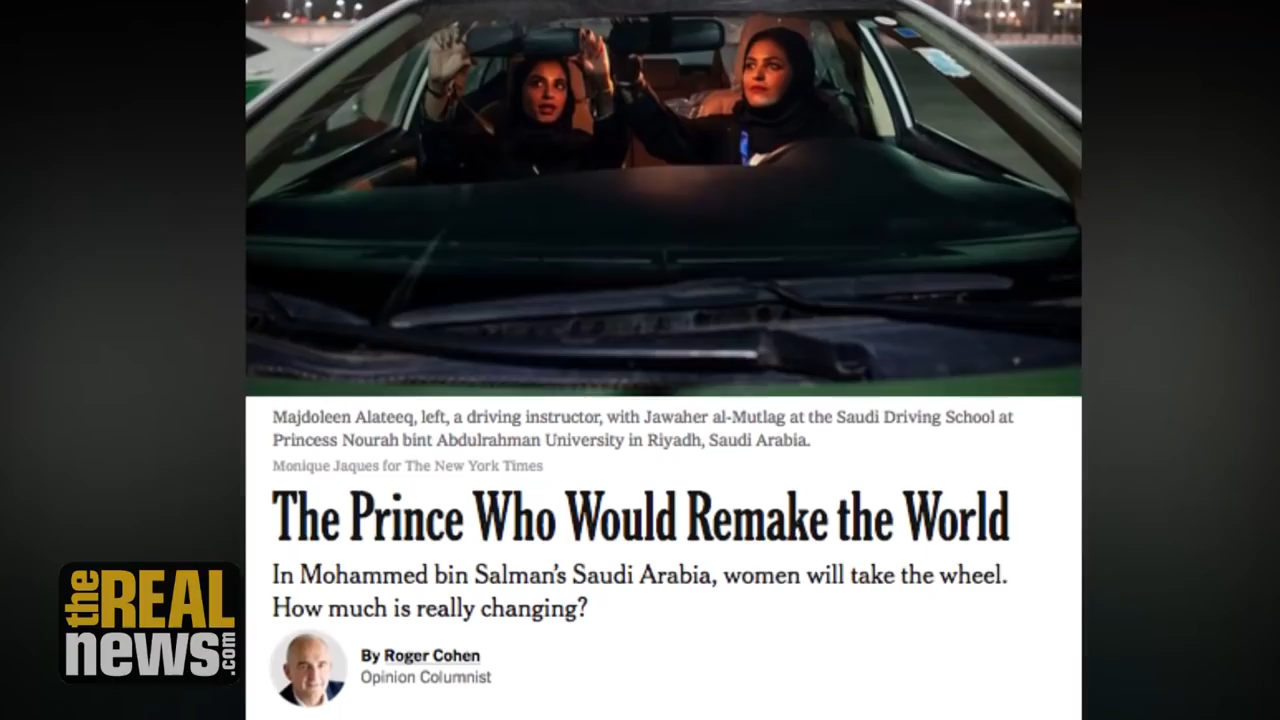 Majdoleen Alateeq, left, a driving instructor, with Jawaher al-Mutlag at the Saudi Driving School at
Princess Nourah bint Abdulrahman University in Riyadh, Saudi Arabia.
Monique Jaques for The New York Times
The Prince Who Would Remake the World
In Mohammed bin Salman’s Saudi Arabia, women will take the wheel.
How much is really changing?
By Roger Cohen
Opinion Columnist
the REAL
news.com